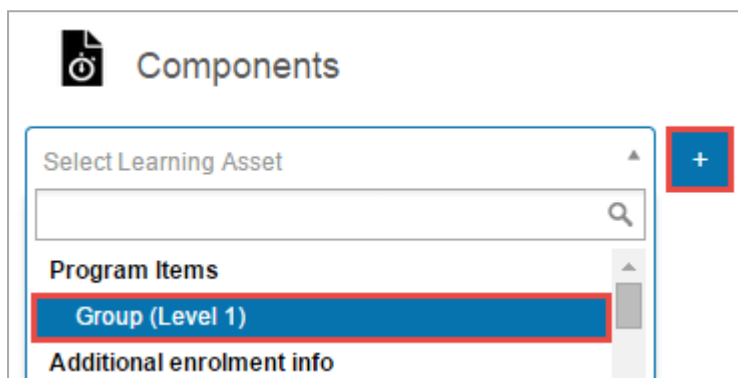 Components
Select Learning Asset
+
Program Items
Group (Level 1)
Additional enrolment info